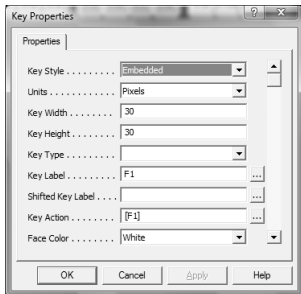 Key Properties
Properties
Key Style . . . . . . . . . Embedded
Units . . . . . . . . . . . . Pixels
Key Width . . . . . . . . 30
Key Height . . . . . . . . 30
Key Type . . . . . . . . .
Key Label . . . . . . . . . F1 ...
Shifted Key Label . . . . ...
Key Action . . . . . . . . [F1] ...
Face Color . . . . . . . . White
OK Cancel Apply Help